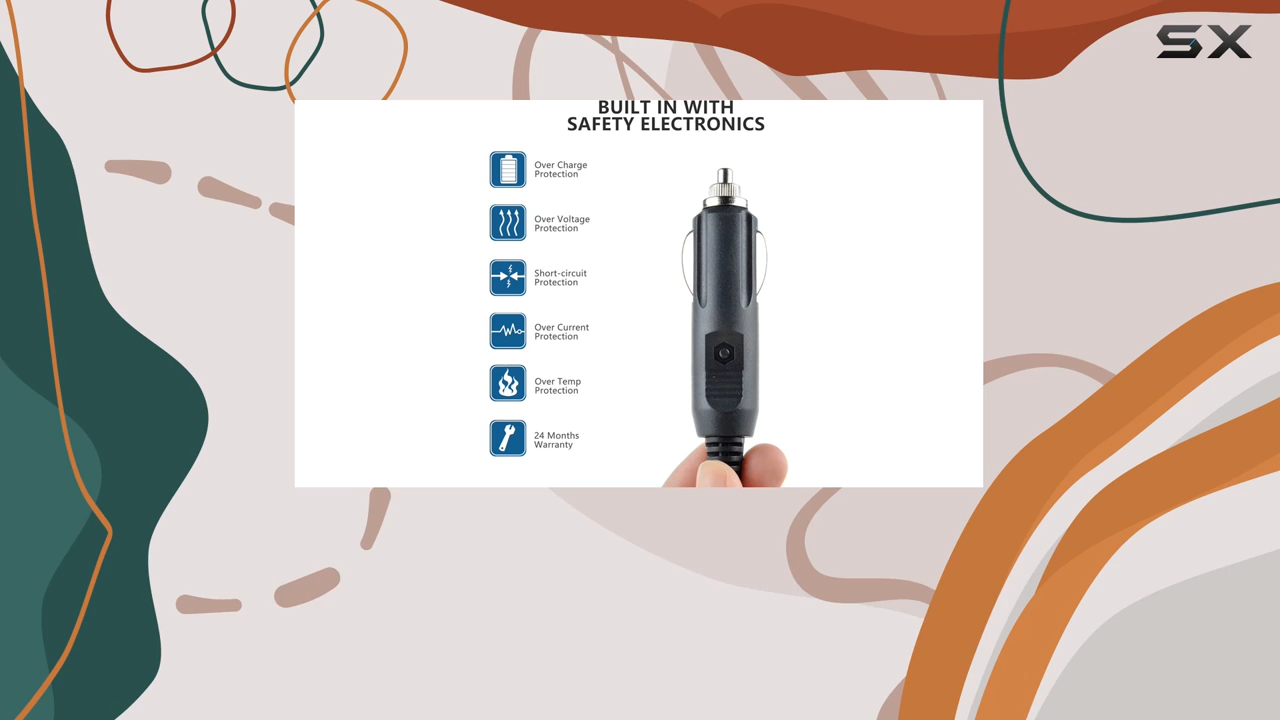 SX
BUILT IN WITH
SAFETY ELECTRONICS
Over Charge
Protection
Over Voltage
Protection
Short-circuit
Protection
Over Current
Protection
Over Temp
Protection
24 Months
Warranty